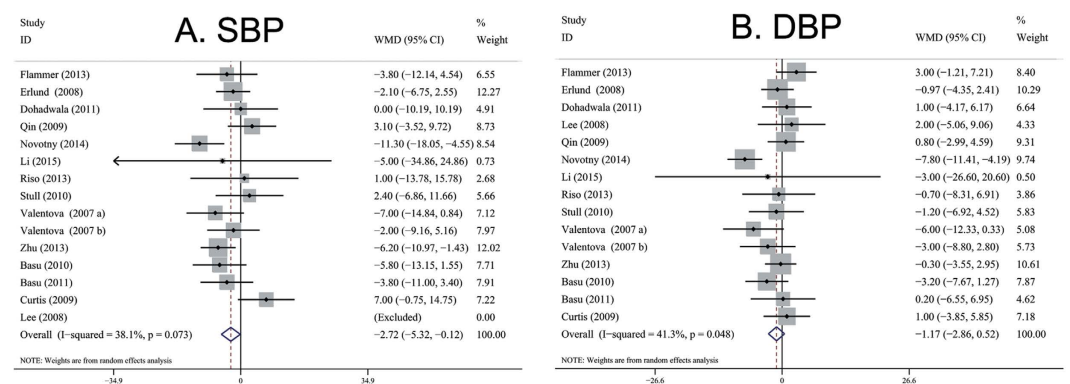 A. SBP
Study ID WMD (95% CI) % Weight
Flammer (2013) −3.80 (−12.14, 4.54) 6.55
Erlund (2008) −2.10 (−6.75, 2.55) 12.27
Dohadwala (2011) 0.00 (−10.19, 10.19) 4.91
Qin (2009) 3.10 (−3.52, 9.72) 8.73
Novotny (2014) −11.30 (−18.05, −4.55) 8.54
Li (2015) −5.00 (−34.86, 24.86) 0.73
Riso (2013) 1.00 (−13.78, 15.78) 2.68
Stull (2010) 2.40 (−6.86, 11.66) 5.66
Valentova (2007 a) −7.00 (−14.84, 0.84) 7.12
Valentova (2007 b) −2.00 (−9.16, 5.16) 7.97
Zhu (2013) −6.20 (−10.97, −1.43) 12.02
Basu (2010) −5.80 (−13.15, 1.55) 7.71
Basu (2011) −3.80 (−11.00, 3.40) 7.91
Curtis (2009) 7.00 (−0.75, 14.75) 7.22
Lee (2008) (Excluded) 0.00
Overall (I−squared = 38.1%, p = 0.073) −2.72 (−5.32, −0.12) 100.00
NOTE: Weights are from random effects analysis
−34.9 0 34.9
B. DBP
Study ID WMD (95% CI) % Weight
Flammer (2013) 3.00 (−1.21, 7.21) 8.40
Erlund (2008) −0.97 (−4.35, 2.41) 10.29
Dohadwala (2011) 1.00 (−4.17, 6.17) 6.64
Lee (2008) 2.00 (−5.06, 9.06) 4.33
Qin (2009) 0.80 (−2.99, 4.59) 9.31
Novotny (2014) −7.80 (−11.41, −4.19) 9.74
Li (2015) −3.00 (−26.60, 20.60) 0.50
Riso (2013) −0.70 (−8.31, 6.91) 3.86
Stull (2010) −1.20 (−6.92, 4.52) 5.83
Valentova (2007 a) −6.00 (−12.33, 0.33) 5.08
Valentova (2007 b) −3.00 (−8.80, 2.80) 5.73
Zhu (2013) −0.30 (−3.55, 2.95) 10.61
Basu (2010) −3.20 (−7.67, 1.27) 7.87
Basu (2011) 0.20 (−6.55, 6.95) 4.62
Curtis (2009) 1.00 (−3.85, 5.85) 7.18
Overall (I−squared = 41.3%, p = 0.048) −1.17 (−2.86, 0.52) 100.00
NOTE: Weights are from random effects analysis
−26.6 0 26.6